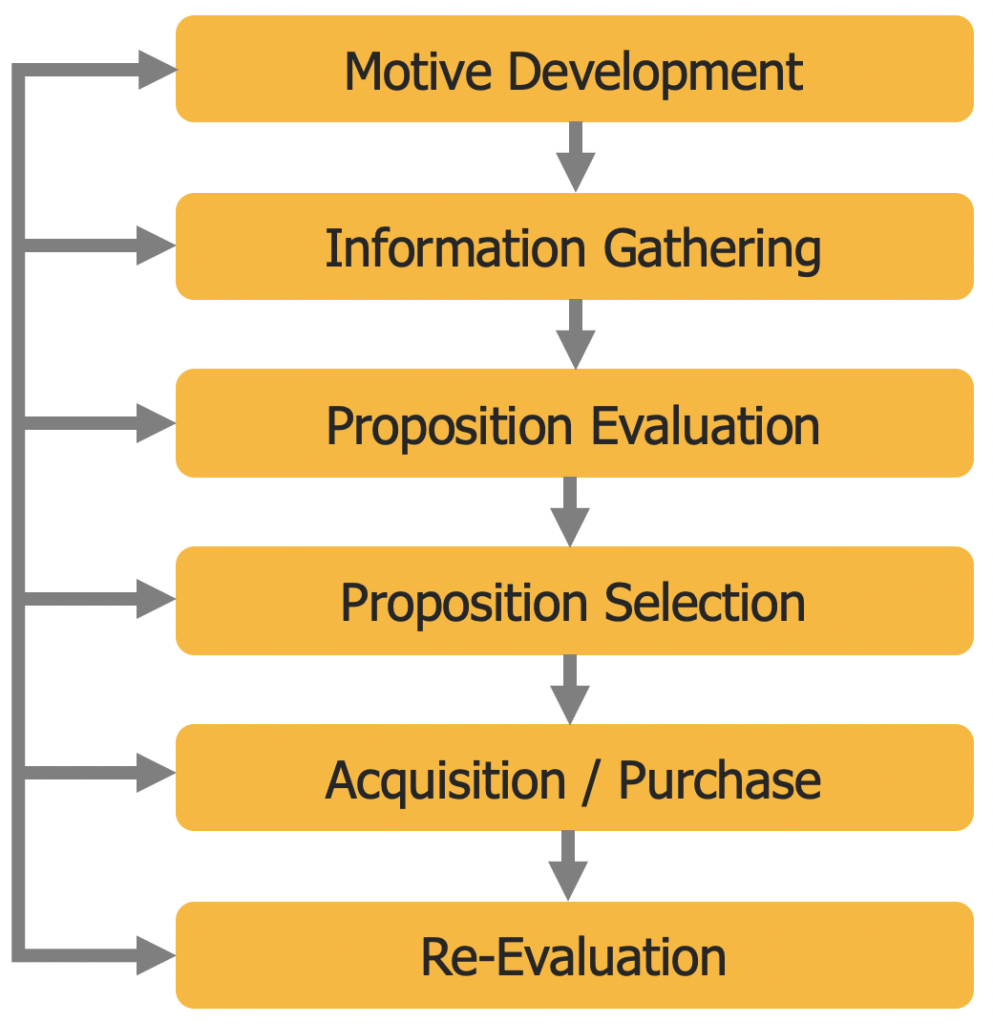 Motive Development
Information Gathering
Proposition Evaluation
Proposition Selection
Acquisition / Purchase
Re-Evaluation